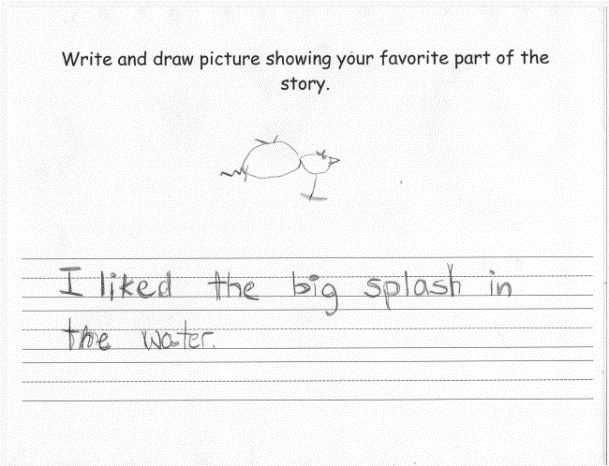 Write and draw picture showing your favorite part of the
story.
I liked the big splash in
the water.